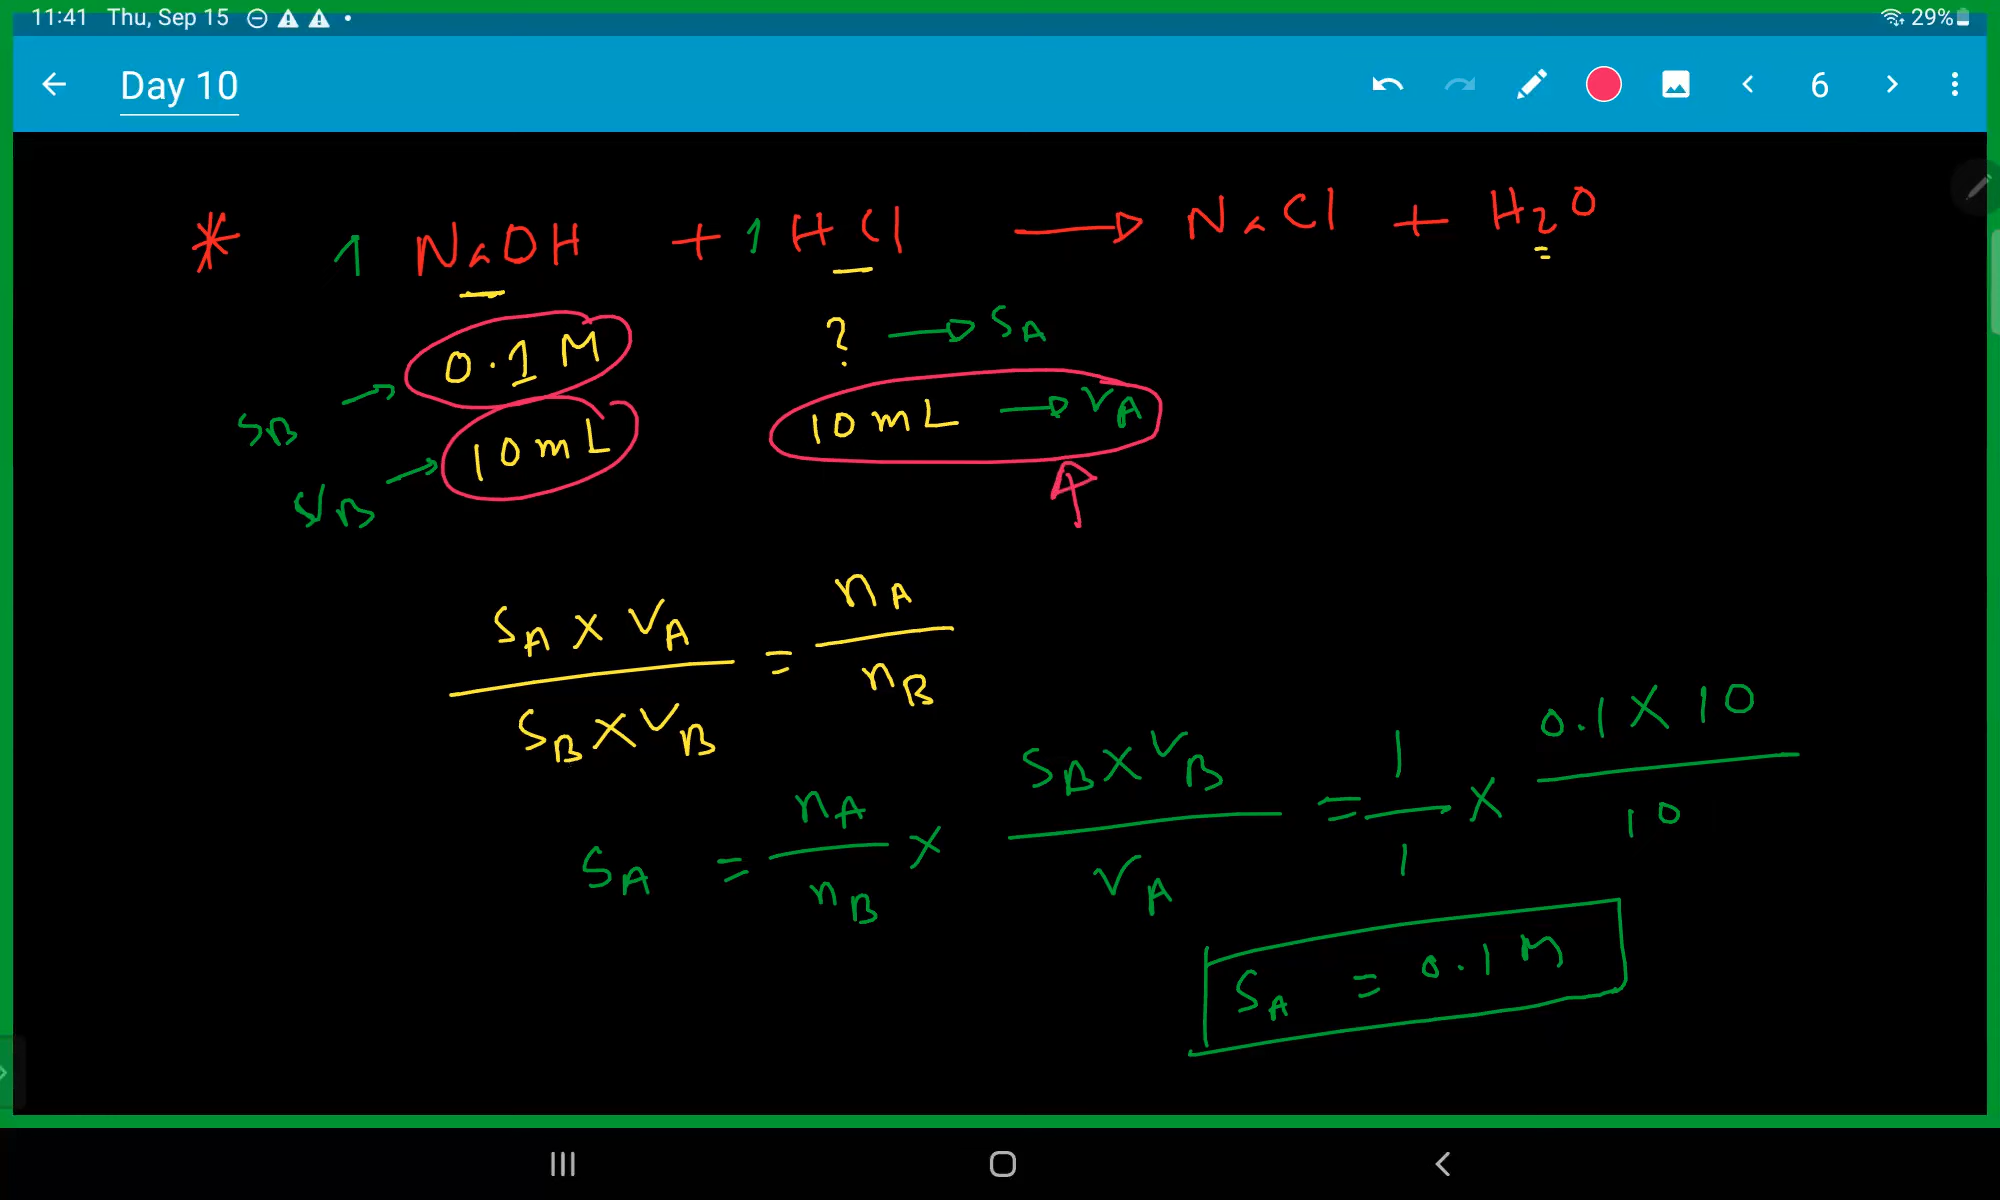 11:41 Thu, Sep 15 29%
Day 10 6
* 1 NaOH + 1 HCl → NaCl + H2O
0.1 M ? → SA
SB → 10 mL → VA
VB → 10 mL
SA × VA / SB × VB = nA / nB
SA = nA / nB × SB × VB / VA = 1 / 1 × 0.1 × 10 / 10
SA = 0.1 M